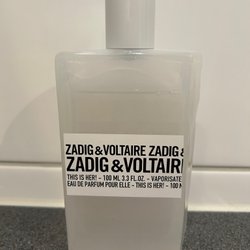 ZADIG & VOLTAIRE ZADIG &
ZADIG & VOLTAIRE
THIS IS HER! - 100 ML 3.3 FL.OZ. - VAPORISATE
EAU DE PARFUM POUR ELLE - THIS IS HER! - 100 M